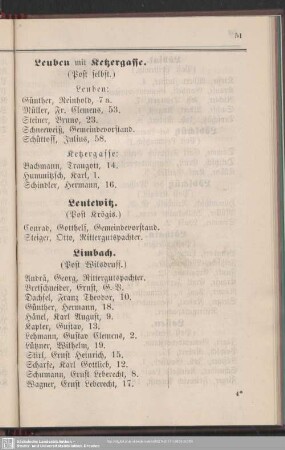 51
Leuben mit Ketzergasse.
(Post selbst.)
Leuben:
Günther, Reinhold, 7 n.
Müller, Fr. Clemens, 53.
Steiner, Bruno, 23.
Schneeweiß, Gemeindevorstand.
Schüttoff, Julius, 58.
Ketzergasse:
Bachmann, Traugott, 14.
Hummitzsch, Karl, 1.
Schindler, Hermann, 16.
Leutewitz.
(Post Krögis.)
Conrad, Gotthelf, Gemeindevorstand.
Steiger, Otto, Rittergutspachter.
Limbach.
(Post Wilsdruff.)
Andrä, Georg, Rittergutspachter.
Bertschneider, Ernst, G. V.
Dachsel, Franz Theodor, 10.
Günther, Hermann, 18.
Hänel, Karl August, 9.
Kapler, Gustav, 13.
Lehmann, Gustav Clemens, 2.
Lützner, Wilhelm, 19.
Stirl, Ernst Heinrich, 15.
Scharfe, Karl Gottlieb, 12.
Schumann, Ernst Leberecht, 8.
Wagner, Ernst Leberecht, 17.
4*